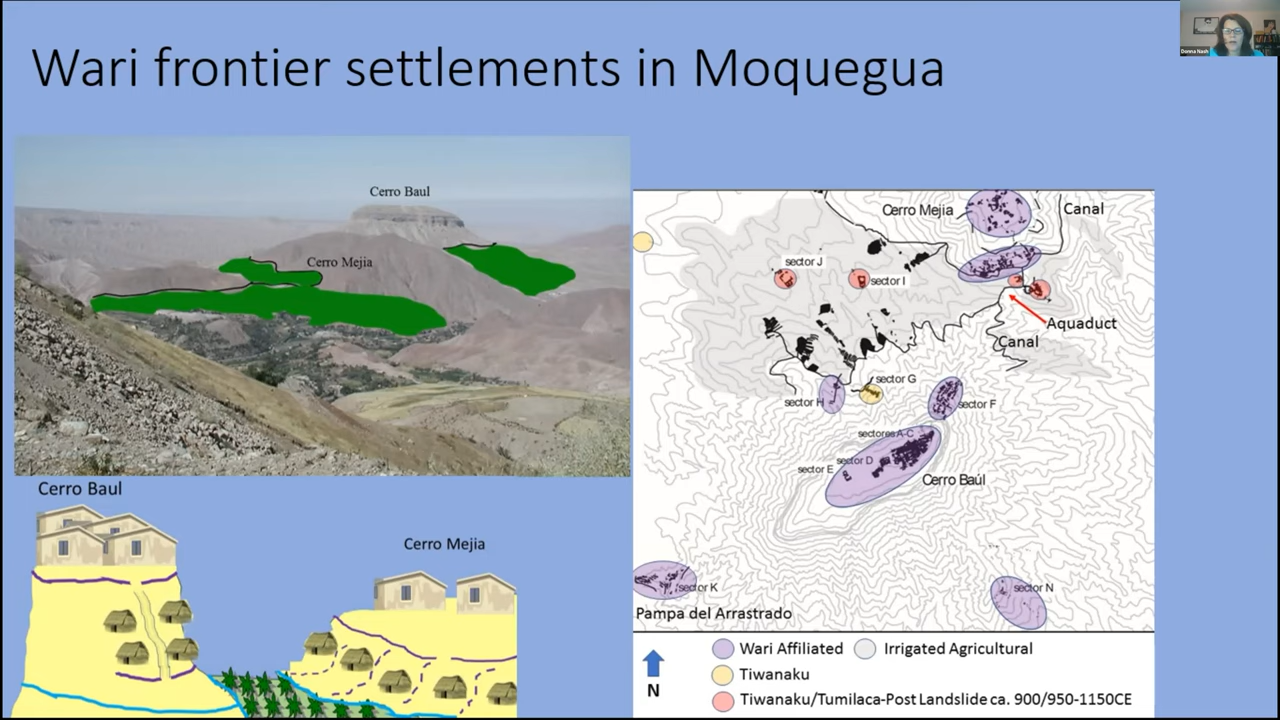 Wari frontier settlements in Moquegua
Donna Nash
Cerro Baul
Cerro Mejia
Cerro Baul
Cerro Mejia
Cerro Mejia
Canal
sector J
sector I
Aquaduct
Canal
sector G
sector H
sector F
sectores A-C
sector D
sector E
Cerro Baúl
sector K
sector N
Pampa del Arrastrado
N
Wari Affiliated
Irrigated Agricultural
Tiwanaku
Tiwanaku/Tumilaca-Post Landslide ca. 900/950-1150CE